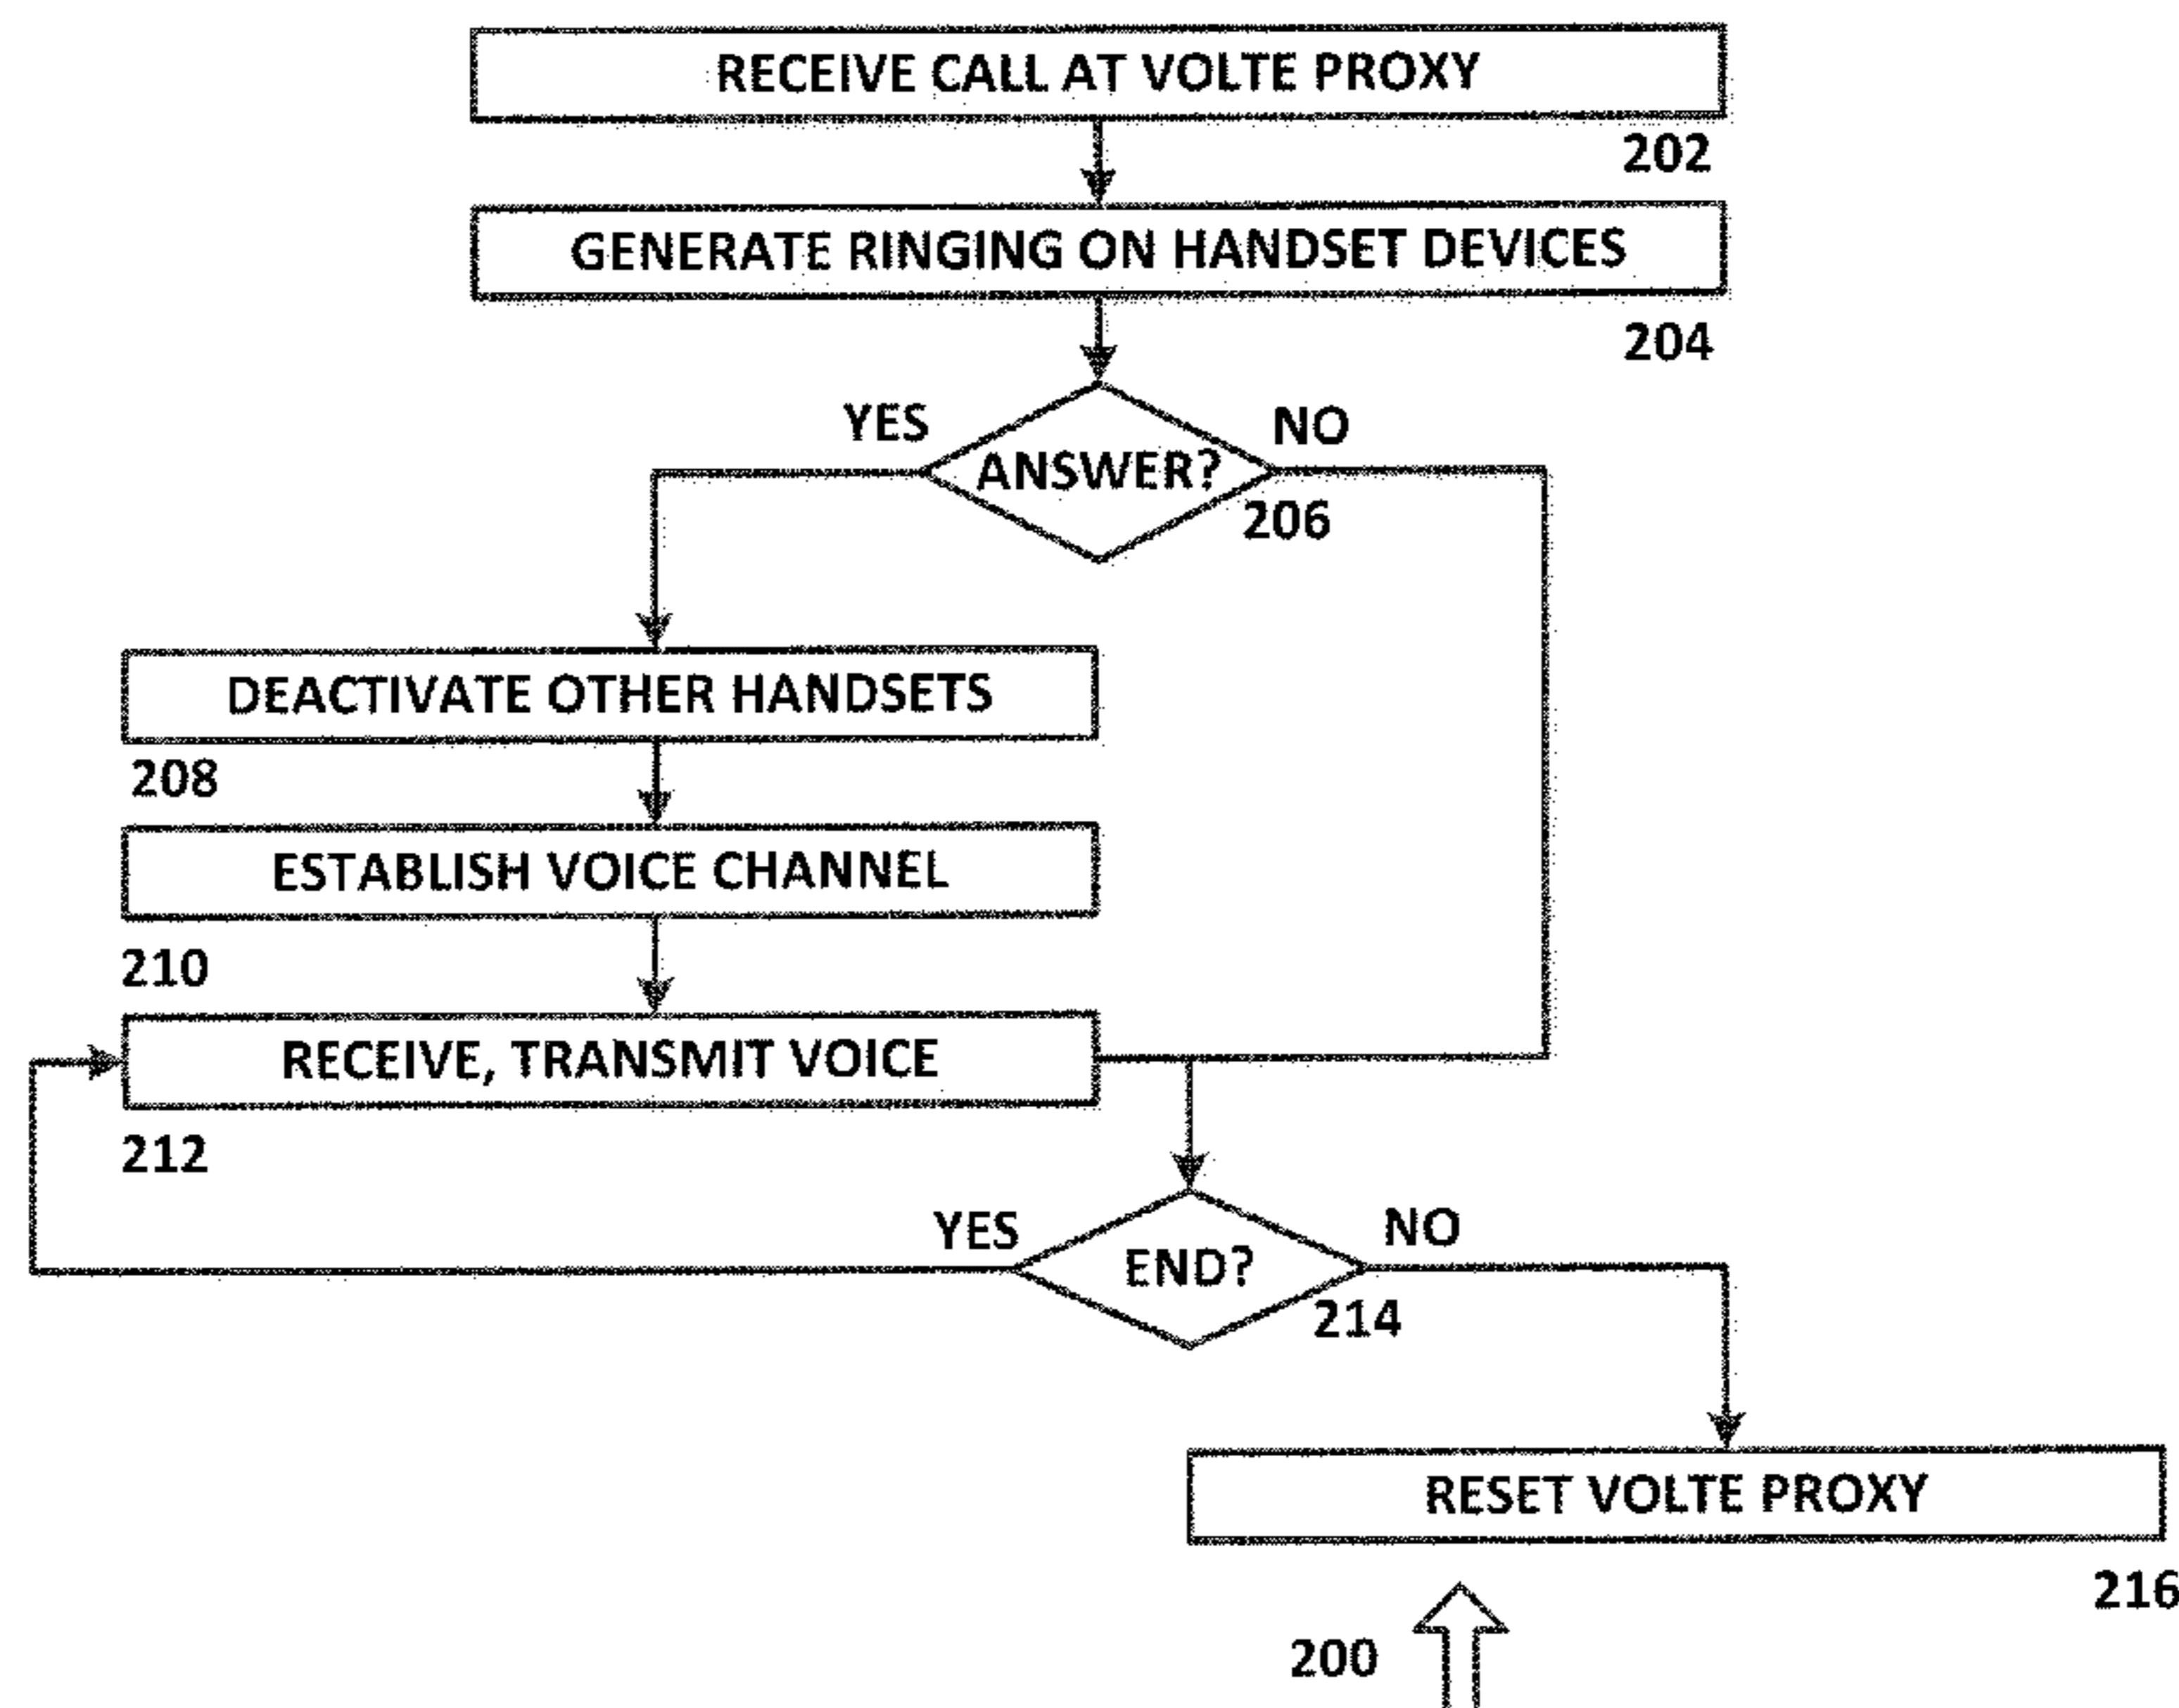 RECEIVE CALL AT VOLTE PROXY
202
GENERATE RINGING ON HANDSET DEVICES
204
YES
NO
ANSWER?
206
DEACTIVATE OTHER HANDSETS
208
ESTABLISH VOICE CHANNEL
210
RECEIVE, TRANSMIT VOICE
212
YES
NO
END?
214
RESET VOLTE PROXY
216
200